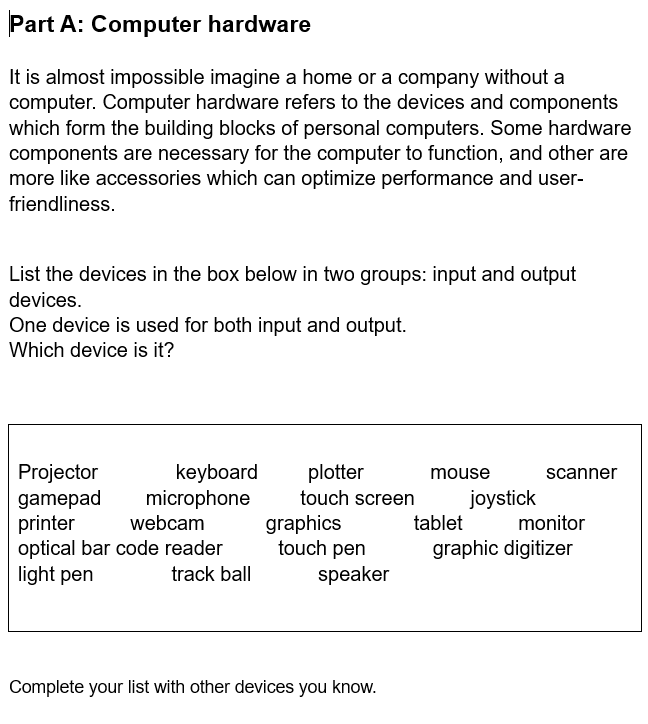 Part A: Computer hardware
It is almost impossible imagine a home or a company without a
computer. Computer hardware refers to the devices and components
which form the building blocks of personal computers. Some hardware
components are necessary for the computer to function, and other are
more like accessories which can optimize performance and user-
friendliness.
List the devices in the box below in two groups: input and output
devices.
One device is used for both input and output.
Which device is it?
Projector keyboard plotter mouse scanner
gamepad microphone touch screen joystick
printer webcam graphics tablet monitor
optical bar code reader touch pen graphic digitizer
light pen track ball speaker
Complete your list with other devices you know.